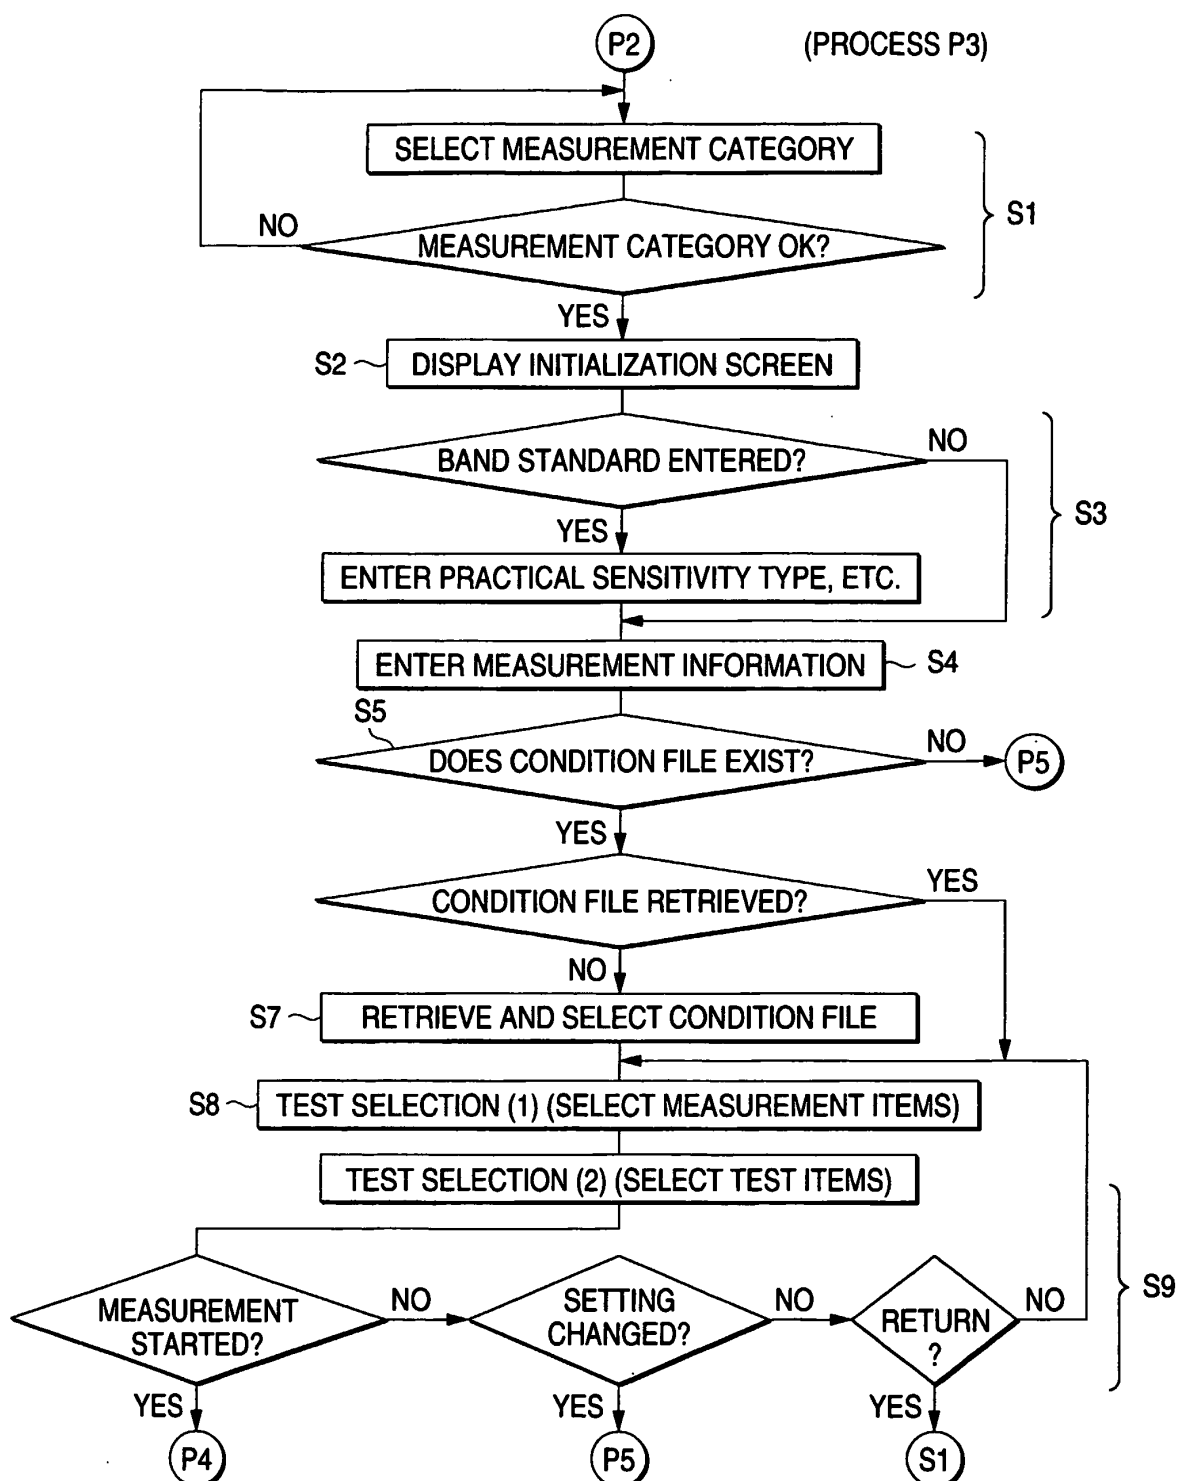 P2
(PROCESS P3)
SELECT MEASUREMENT CATEGORY
S1
NO
MEASUREMENT CATEGORY OK?
YES
S2
DISPLAY INITIALIZATION SCREEN
NO
BAND STANDARD ENTERED?
S3
YES
ENTER PRACTICAL SENSITIVITY TYPE, ETC.
ENTER MEASUREMENT INFORMATION
S4
S5
NO
DOES CONDITION FILE EXIST?
P5
YES
YES
CONDITION FILE RETRIEVED?
NO
S7
RETRIEVE AND SELECT CONDITION FILE
S8
TEST SELECTION (1) (SELECT MEASUREMENT ITEMS)
TEST SELECTION (2) (SELECT TEST ITEMS)
S9
MEASUREMENT
STARTED?
NO
SETTING
CHANGED?
NO
RETURN
?
NO
YES
YES
YES
P4
P5
S1